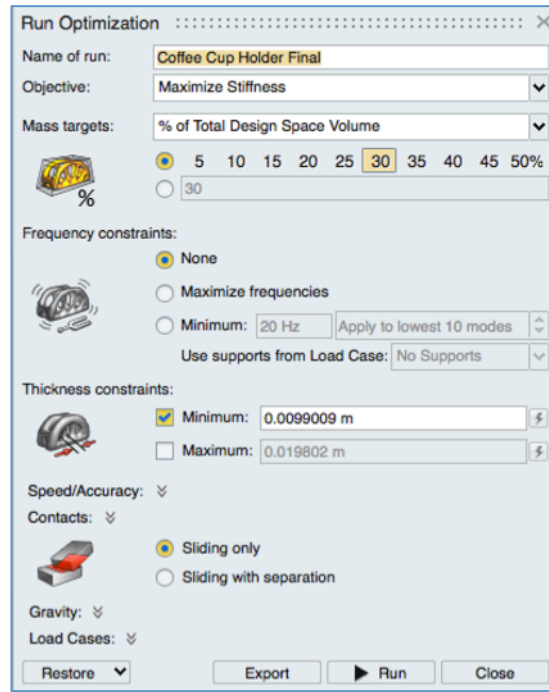 Run Optimization
Name of run: Coffee Cup Holder Final
Objective: Maximize Stiffness
Mass targets: % of Total Design Space Volume
5 10 15 20 25 30 35 40 45 50%
%
30
Frequency constraints:
None
Maximize frequencies
Minimum: 20 Hz Apply to lowest 10 modes
Use supports from Load Case: No Supports
Thickness constraints:
Minimum: 0.0099009 m
Maximum: 0.019802 m
Speed/Accuracy:
Contacts:
Sliding only
Sliding with separation
Gravity:
Load Cases:
Restore Export Run Close